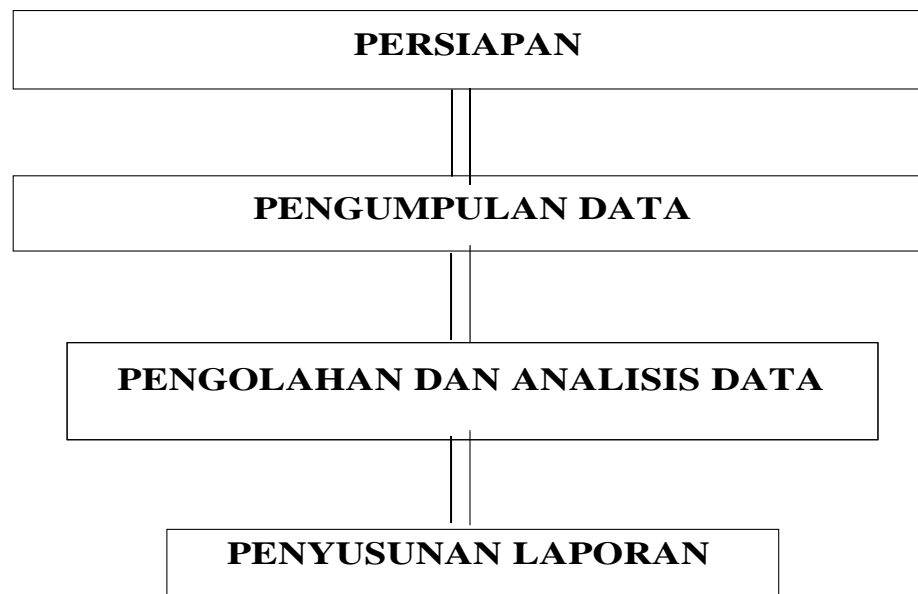 PERSIAPAN
PENGUMPULAN DATA
PENGOLAHAN DAN ANALISIS DATA
PENYUSUNAN LAPORAN